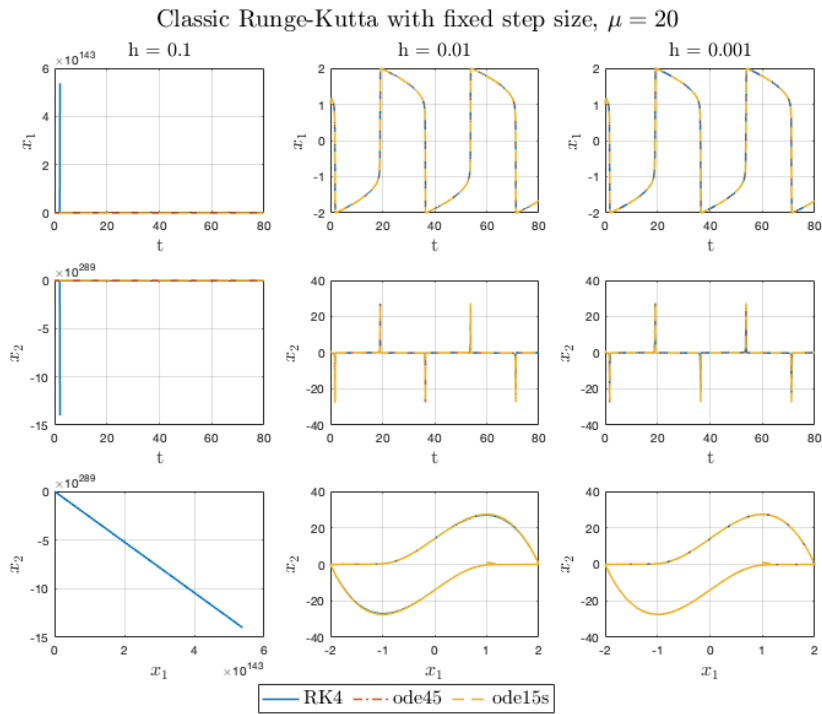 Classic Runge-Kutta with fixed step size, μ = 20
h = 0.1
h = 0.01
h = 0.001
×10^143
6
4
2
0
x₁
0 20 40 60 80
t
2
1
0
-1
-2
x₁
0 20 40 60 80
t
2
1
0
-1
-2
x₁
0 20 40 60 80
t
×10^289
0
-5
-10
-15
x₂
0 20 40 60 80
t
40
20
0
-20
-40
x₂
0 20 40 60 80
t
40
20
0
-20
-40
x₂
0 20 40 60 80
t
×10^289
0
-5
-10
-15
x₂
0 2 4 6
x₁
×10^143
40
20
0
-20
-40
x₂
-2 -1 0 1 2
x₁
40
20
0
-20
-40
x₂
-2 -1 0 1 2
x₁
RK4 ode45 ode15s